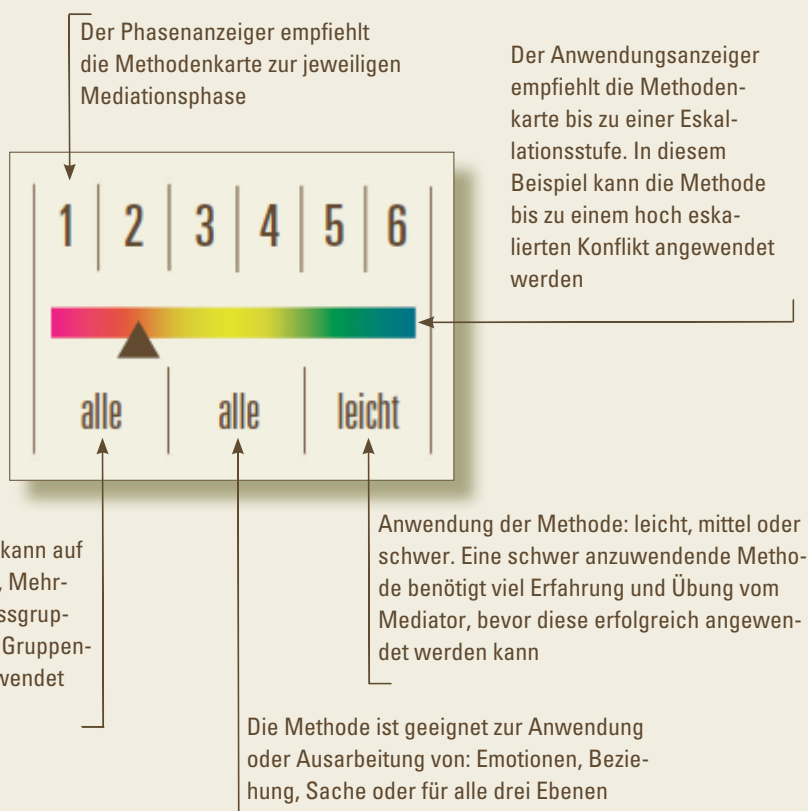 Der Phasenanzeiger empfiehlt
die Methodenkarte zur jeweiligen
Mediationsphase
Der Anwendungsanzeiger
empfiehlt die Methoden-
karte bis zu einer Eskal-
lationsstufe. In diesem
Beispiel kann die Methode
bis zu einem hoch eska-
lierten Konflikt angewendet
werden
1 2 3 4 5 6
alle alle leicht
kann auf
, Mehr-
ssgrup-
Gruppen-
wendet
Anwendung der Methode: leicht, mittel oder
schwer. Eine schwer anzuwendende Metho-
de benötigt viel Erfahrung und Übung vom
Mediator, bevor diese erfolgreich angewen-
det werden kann
Die Methode ist geeignet zur Anwendung
oder Ausarbeitung von: Emotionen, Bezie-
hung, Sache oder für alle drei Ebenen